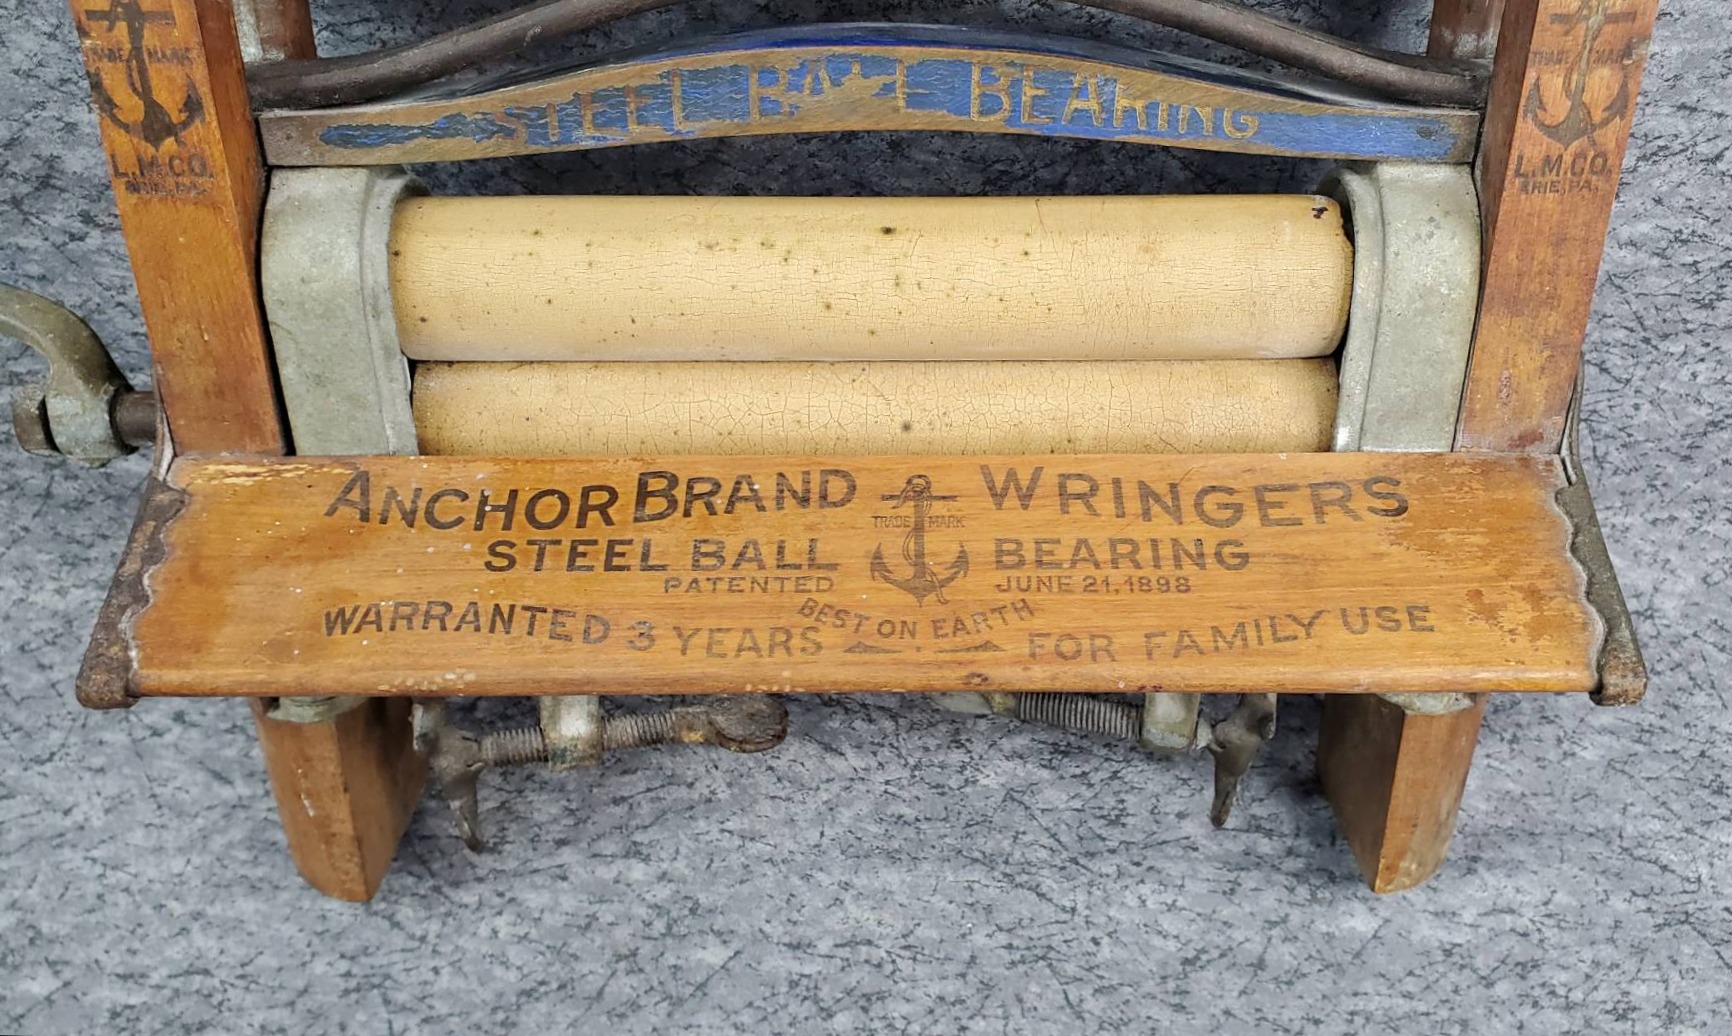 TRADE MARK
L.M.CO.
ERIE, PA.
STEEL BALL BEARING
TRADE MARK
L.M.CO.
ERIE, PA.
ANCHOR BRAND WRINGERS
TRADE MARK
STEEL BALL BEARING
PATENTED JUNE 21, 1898
BEST ON EARTH
WARRANTED 3 YEARS FOR FAMILY USE